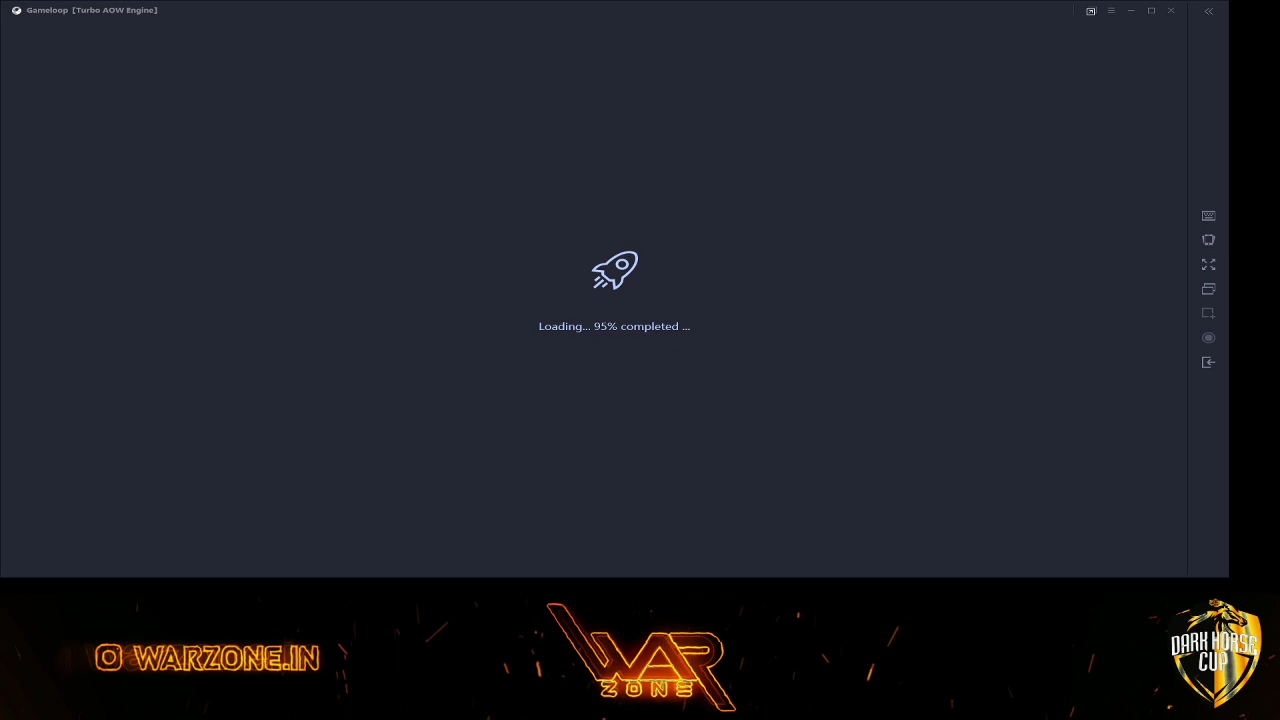 Gameloop [Turbo AOW Engine]
Loading... 95% completed ...
WARZONE.IN
WAR
ZONE
DARK HORSE
CUP